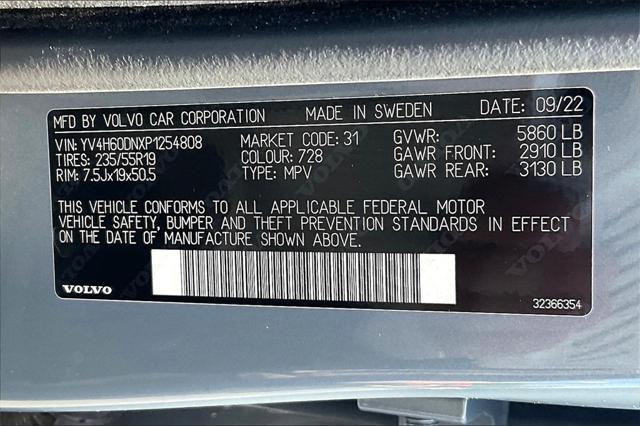 MFD BY VOLVO CAR CORPORATION MADE IN SWEDEN DATE: 09/22
VIN: YV4H60DNXP1254808 MARKET CODE: 31 GVWR: 5860 LB
TIRES: 235/55R19 COLOUR: 728 GAWR FRONT: 2910 LB
RIM: 7.5Jx19x50.5 TYPE: MPV GAWR REAR: 3130 LB
THIS VEHICLE CONFORMS TO ALL APPLICABLE FEDERAL MOTOR
VEHICLE SAFETY, BUMPER AND THEFT PREVENTION STANDARDS IN EFFECT
ON THE DATE OF MANUFACTURE SHOWN ABOVE.
VOLVO 32366354